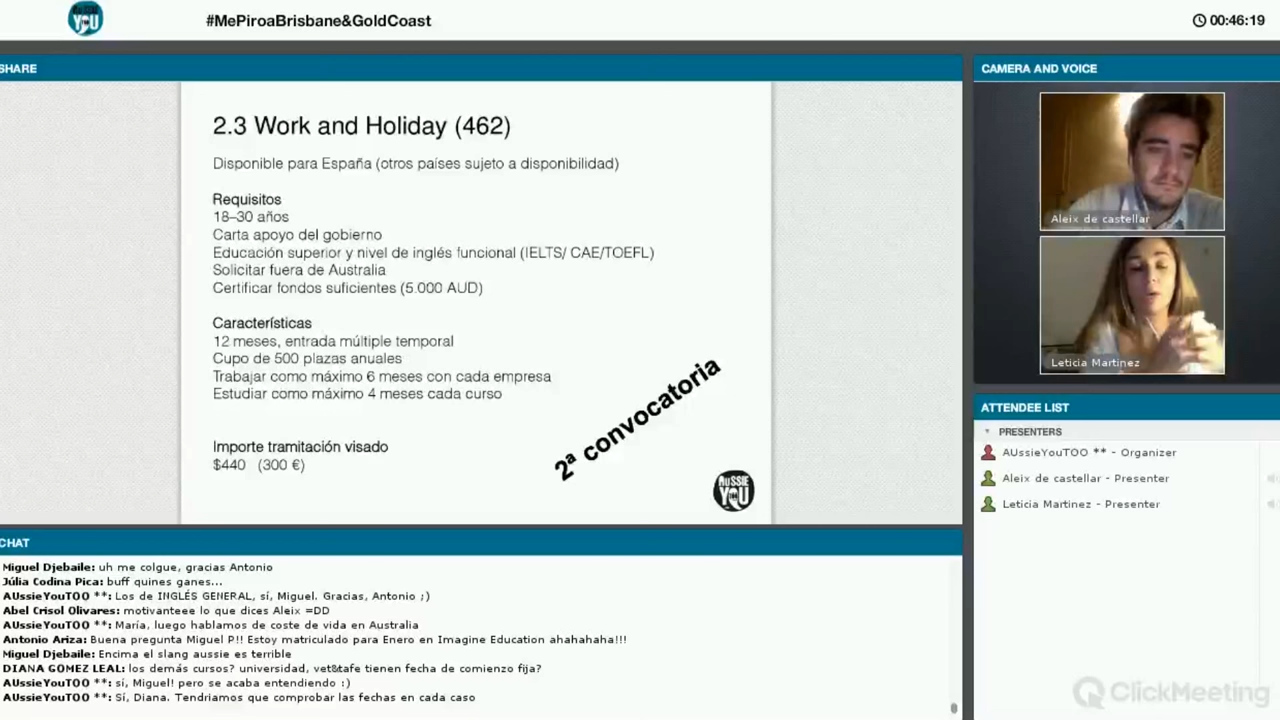 AUSSIE
YOU
#MePiroaBrisbane&GoldCoast
00:46:19
SHARE
2.3 Work and Holiday (462)
Disponible para España (otros países sujeto a disponibilidad)
Requisitos
18–30 años
Carta apoyo del gobierno
Educación superior y nivel de inglés funcional (IELTS/ CAE/TOEFL)
Solicitar fuera de Australia
Certificar fondos suficientes (5.000 AUD)
Características
12 meses, entrada múltiple temporal
Cupo de 500 plazas anuales
Trabajar como máximo 6 meses con cada empresa
Estudiar como máximo 4 meses cada curso
Importe tramitación visado
$440 (300 €)
2ª convocatoria
AUSSIE
YOU
CAMERA AND VOICE
Aleix de castellar
Leticia Martinez
ATTENDEE LIST
PRESENTERS
AUssieYouTOO ** - Organizer
Aleix de castellar - Presenter
Leticia Martinez - Presenter
CHAT
Miguel Djebaile: uh me colgue, gracias Antonio
Júlia Codina Pica: buff quines ganes...
AUssieYouTOO **: Los de INGLÉS GENERAL, sí, Miguel. Gracias, Antonio ;)
Abel Crisol Olivares: motivanteee lo que dices Aleix =DD
AUssieYouTOO **: María, luego hablamos de coste de vida en Australia
Antonio Ariza: Buena pregunta Miguel P!! Estoy matriculado para Enero en Imagine Education ahahahaha!!!
Miguel Djebaile: Encima el slang aussie es terrible
DIANA GOMEZ LEAL: los demás cursos? universidad, vet&tafe tienen fecha de comienzo fija?
AUssieYouTOO **: sí, Miguel! pero se acaba entendiendo :)
AUssieYouTOO **: Sí, Diana. Tendriamos que comprobar las fechas en cada caso
ClickMeeting